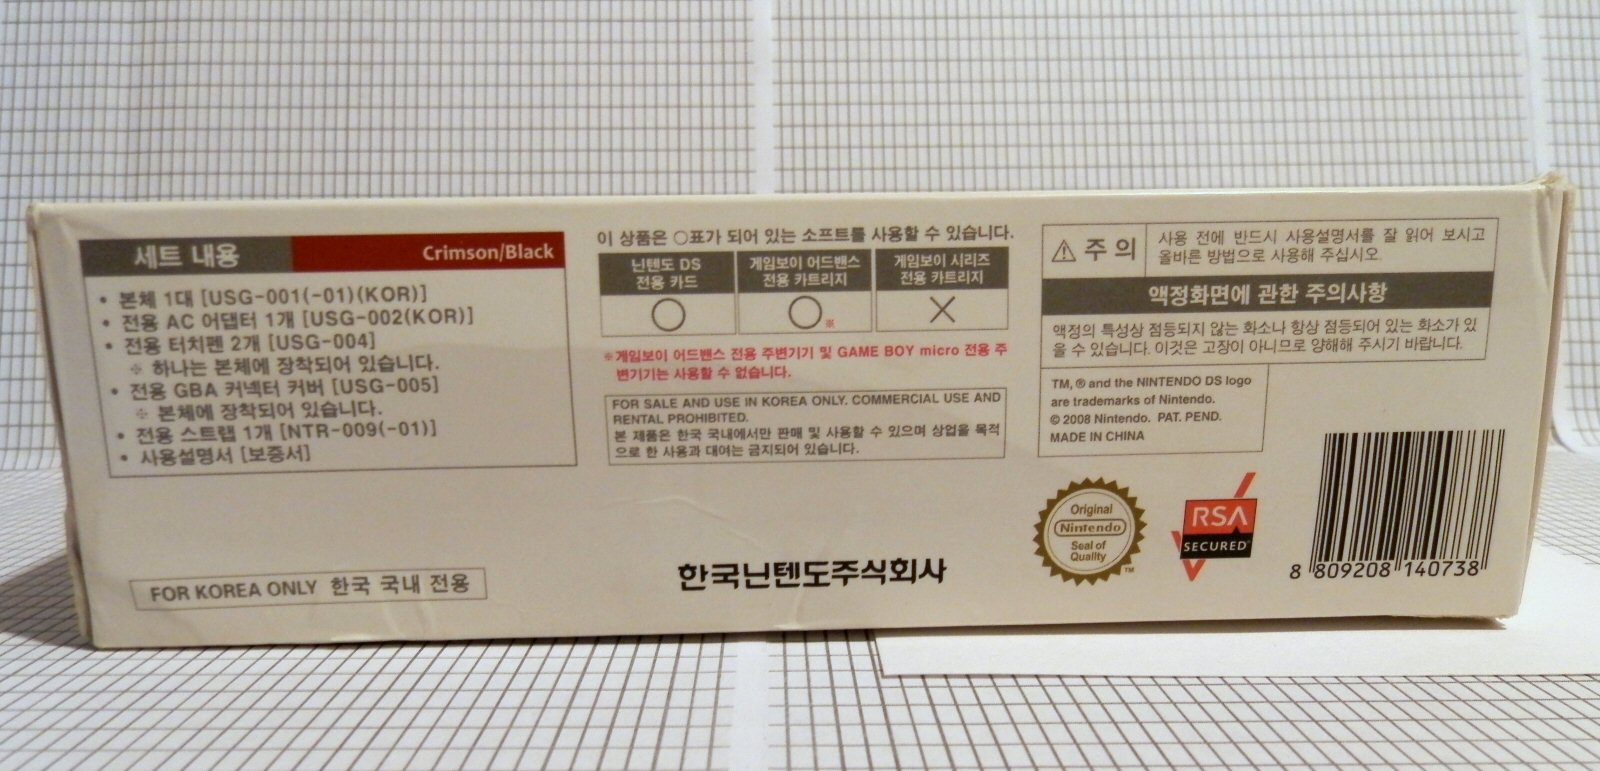 세트 내용 Crimson/Black
• 본체 1대 [USG-001(-01)(KOR)]
• 전용 AC 어댑터 1개 [USG-002(KOR)]
• 전용 터치펜 2개 [USG-004]
※ 하나는 본체에 장착되어 있습니다.
• 전용 GBA 커넥터 커버 [USG-005]
※ 본체에 장착되어 있습니다.
• 전용 스트랩 1개 [NTR-009(-01)]
• 사용설명서 [보증서]
FOR KOREA ONLY 한국 국내 전용
이 상품은 ○표가 되어 있는 소프트를 사용할 수 있습니다.
닌텐도 DS
전용 카드
게임보이 어드밴스
전용 카트리지
게임보이 시리즈
전용 카트리지
○ ○※ ×
※게임보이 어드밴스 전용 주변기기 및 GAME BOY micro 전용 주
변기기는 사용할 수 없습니다.
FOR SALE AND USE IN KOREA ONLY. COMMERCIAL USE AND
RENTAL PROHIBITED.
본 제품은 한국 국내에서만 판매 및 사용할 수 있으며 상업을 목적
으로 한 사용과 대여는 금지되어 있습니다.
한국닌텐도주식회사
⚠ 주 의
사용 전에 반드시 사용설명서를 잘 읽어 보시고
올바른 방법으로 사용해 주십시오.
액정화면에 관한 주의사항
액정의 특성상 점등되지 않는 화소나 항상 점등되어 있는 화소가 있
을 수 있습니다. 이것은 고장이 아니므로 양해해 주시기 바랍니다.
TM, ® and the NINTENDO DS logo
are trademarks of Nintendo.
© 2008 Nintendo. PAT. PEND.
MADE IN CHINA
Original
Nintendo
Seal of
Quality
TM
RSA
SECURED®
8 809208 140738